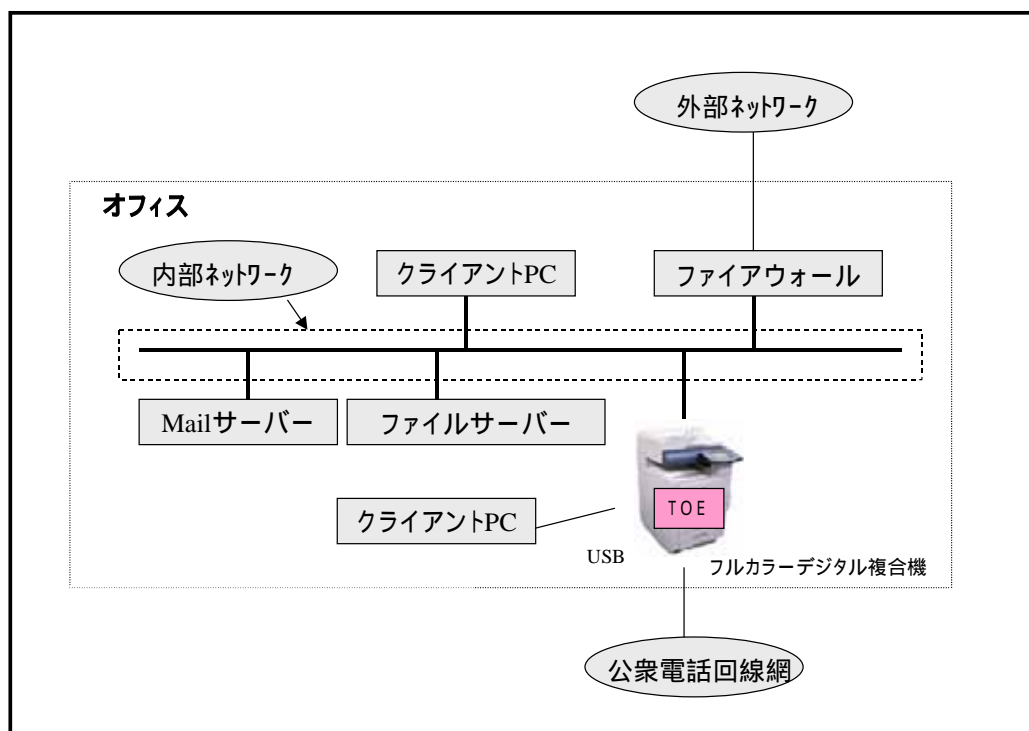 外部ネットワーク
オフィス
内部ネットワーク
クライアントPC
ファイアウォール
Mailサーバー
ファイルサーバー
クライアントPC
TOE
USB
フルカラーデジタル複合機
公衆電話回線網